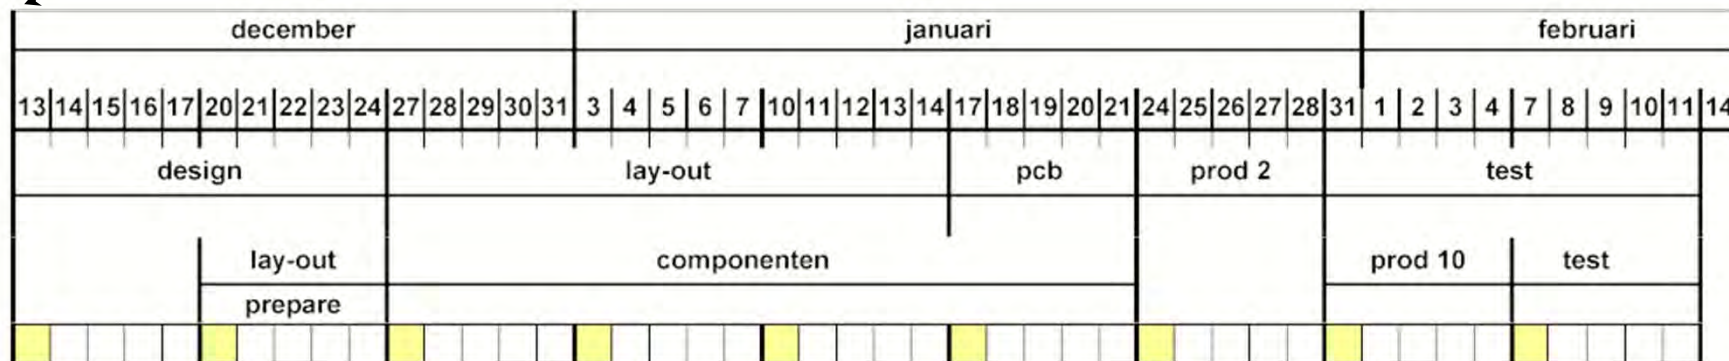 december januari februari
13 14 15 16 17 20 21 22 23 24 27 28 29 30 31 3 4 5 6 7 10 11 12 13 14 17 18 19 20 21 24 25 26 27 28 31 1 2 3 4 7 8 9 10 11 14
design lay-out pcb prod 2 test
lay-out componenten prod 10 test
prepare